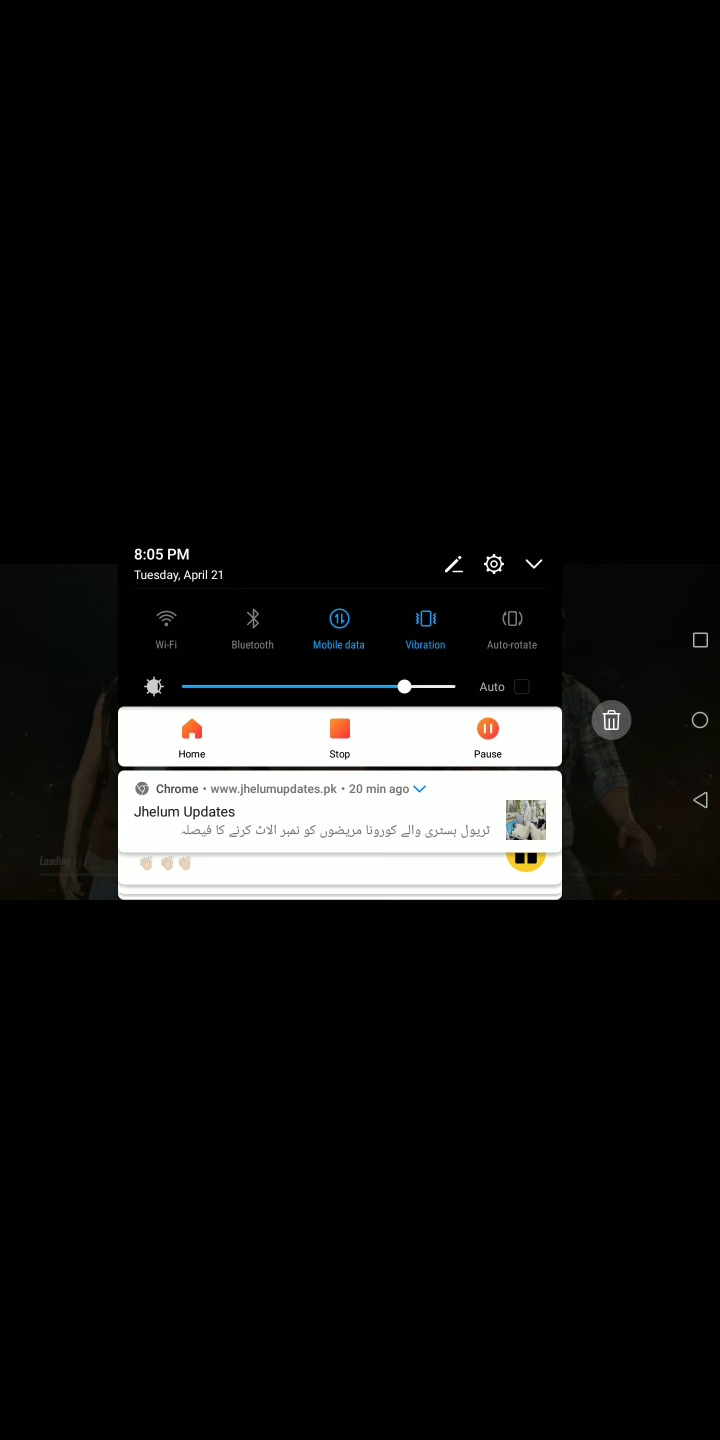 8:05 PM
Tuesday, April 21
Wi-Fi
Bluetooth
Mobile data
Vibration
Auto-rotate
Auto
Home
Stop
Pause
Chrome • www.jhelumupdates.pk • 20 min ago
Jhelum Updates
ٹریول ہسٹری والے کورونا مریضوں کو نمبر الاٹ کرنے کا فیصلہ
👏🏻 👏🏻👏🏻
Loading...